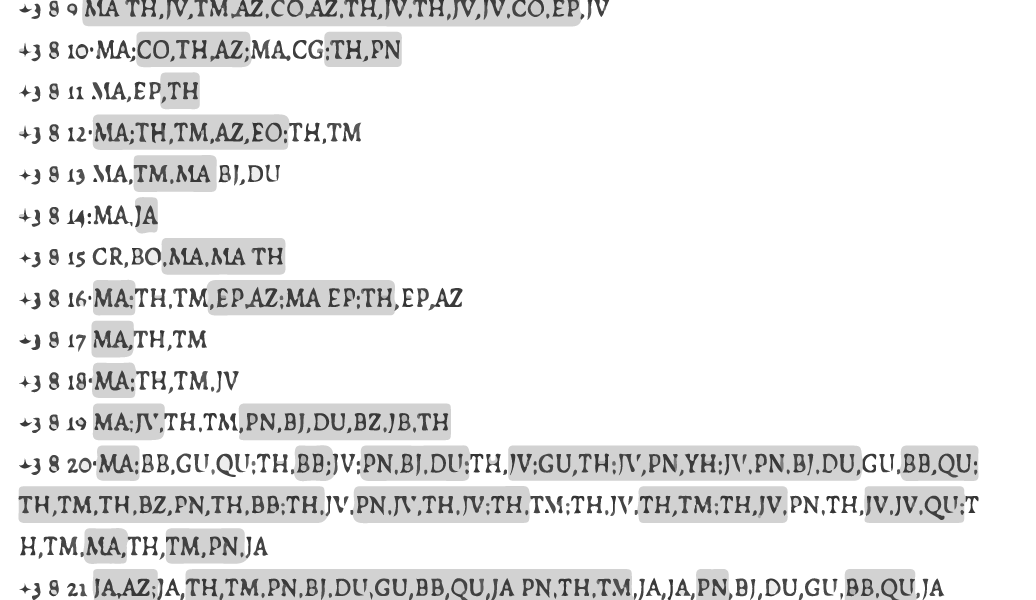 +3 8 9 MA TH,JV,TM,AZ,CO,AZ,TH,JV,TH,JV,JV,CO,EP,JV
+3 8 10·MA;CO,TH,AZ;MA,CG:TH,PN
+3 8 11 MA,EP,TH
+3 8 12·MA;TH,TM,AZ,EO;TH,TM
+3 8 13 MA,TM,MA BJ,DU
+3 8 14:MA,JA
+3 8 15 CR,BO,MA,MA TH
+3 8 16·MA;TH,TM,EP,AZ;MA EP;TH,EP,AZ
+3 8 17 MA,TH,TM
+3 8 18·MA;TH,TM,JV
+3 8 19 MA;JV,TH,TM,PN,BJ,DU,BZ,JB,TH
+3 8 20·MA:BB,GU,QU;TH,BB;JV;PN,BJ,DU;TH,JV;GU,TH;JV,PN,YH;JV,PN,BJ,DU,GU,BB,QU;
TH,TM,TH,BZ,PN,TH,BB;TH,JV,PN,JV,TH,JV;TH,TM;TH,JV,TH,TM;TH,JV,PN,TH,JV,JV,QU;T
H,TM,MA,TH,TM,PN,JA
+3 8 21 JA,AZ;JA,TH,TM,PN,BJ,DU,GU,BB,QU,JA PN,TH,TM,JA,JA,PN,BJ,DU,GU,BB,QU,JA